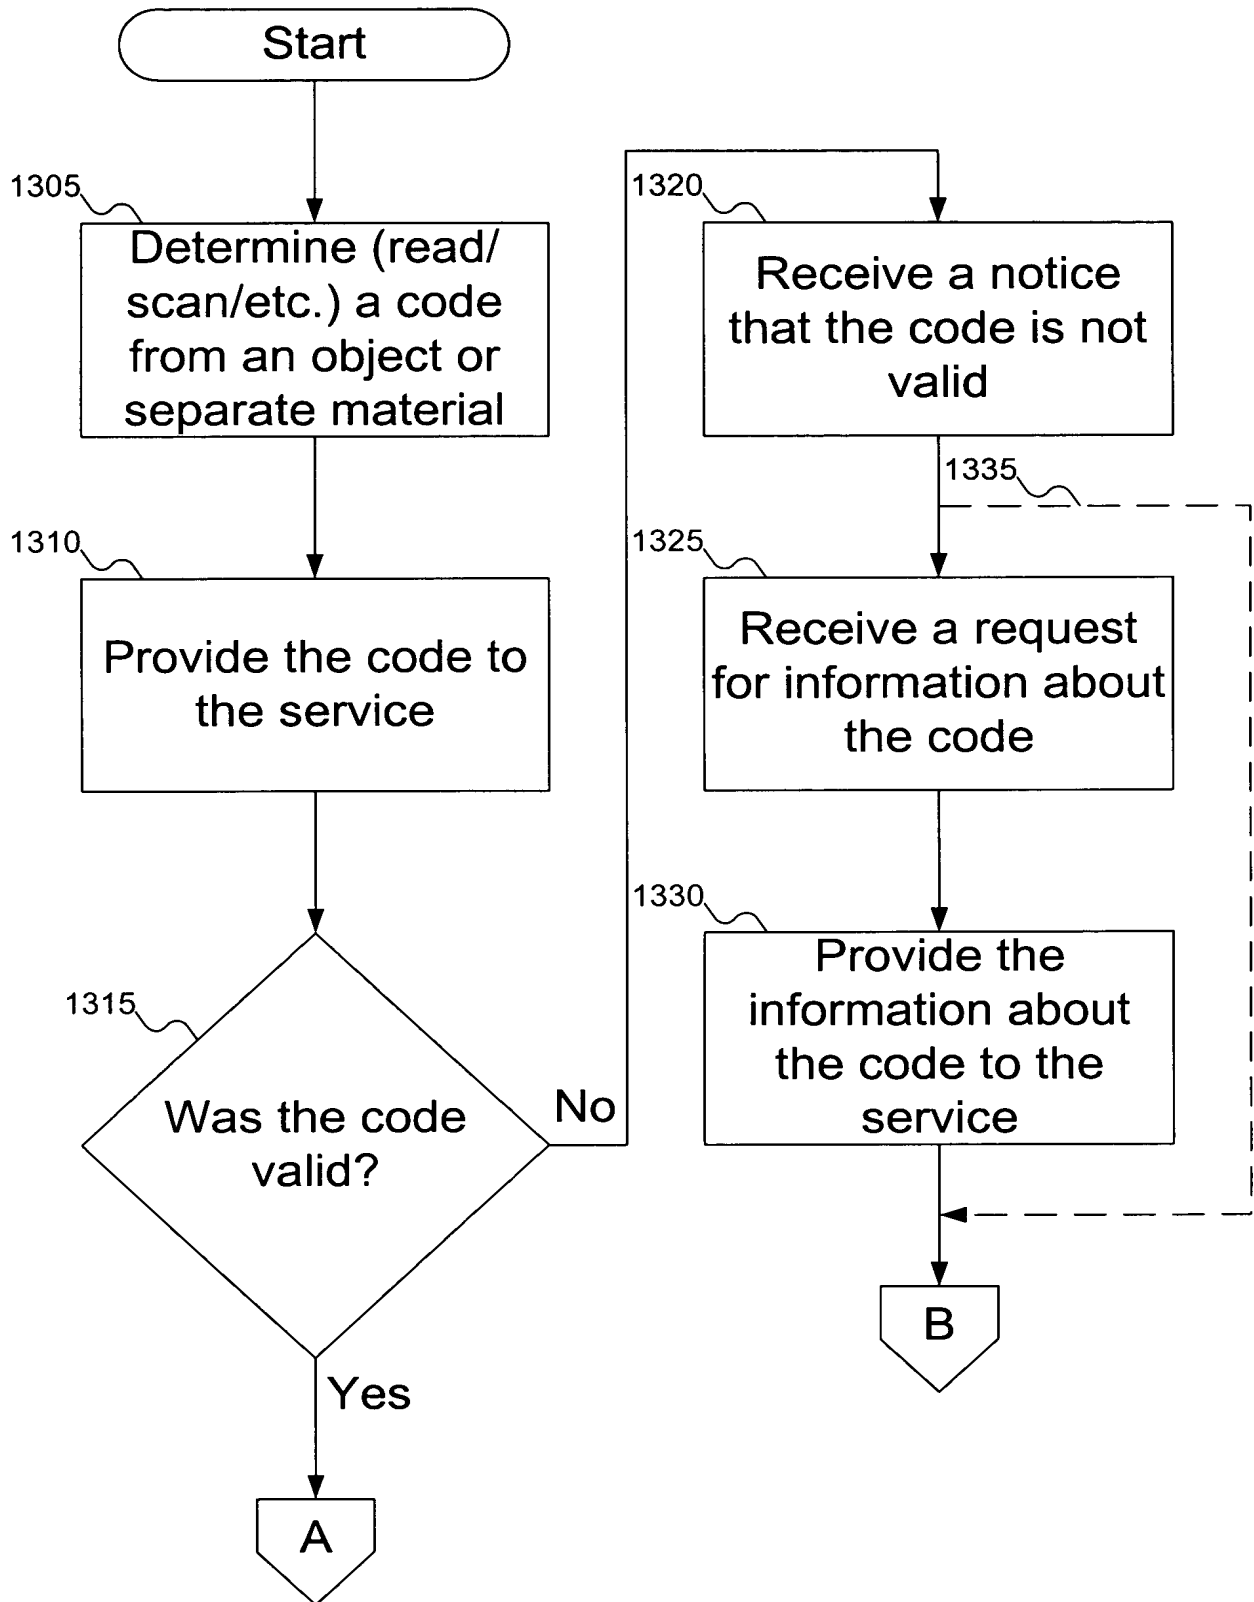 Start
1305
Determine (read/
scan/etc.) a code
from an object or
separate material
1310
Provide the code to
the service
1315
Was the code
valid?
No
Yes
A
1320
Receive a notice
that the code is not
valid
1335
1325
Receive a request
for information about
the code
1330
Provide the
information about
the code to the
service
B